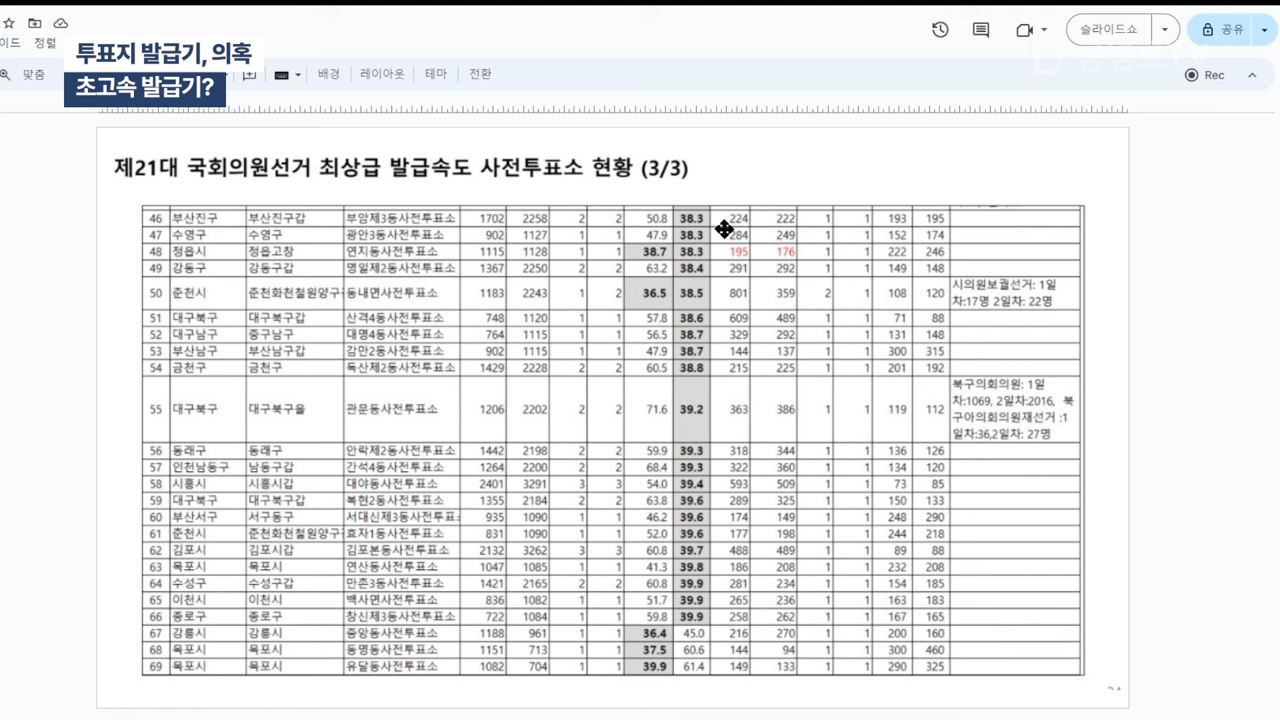 이드 정렬
투표지 발급기, 의혹
초고속 발급기?
맞춤 배경 레이아웃 테마 전환
슬라이드쇼 공유
Rec
제21대 국회의원선거 최상급 발급속도 사전투표소 현황 (3/3)
46 부산진구 부산진구갑 부암제3동사전투표소 1702 2258 2 2 50.8 38.3 224 222 1 1 193 195
47 수영구 수영구 광안3동사전투표소 902 1127 1 1 47.9 38.3 284 249 1 1 152 174
48 정읍시 정읍고창 연지동사전투표소 1115 1128 1 1 38.7 38.3 195 176 1 1 222 246
49 강동구 강동구갑 명일제2동사전투표소 1367 2250 2 2 63.2 38.4 291 292 1 1 149 148
50 춘천시 춘천화천철원양구 동내면사전투표소 1183 2243 1 2 36.5 38.5 801 359 2 1 108 120 시의원보궐선거: 1일
차:17명 2일차: 22명
51 대구북구 대구북구갑 산격4동사전투표소 748 1120 1 1 57.8 38.6 609 489 1 1 71 88
52 대구남구 중구남구 대명4동사전투표소 764 1115 1 1 56.5 38.7 329 292 1 1 131 148
53 부산남구 부산남구갑 감만2동사전투표소 902 1115 1 1 47.9 38.7 144 137 1 1 300 315
54 금천구 금천구 독산제2동사전투표소 1429 2228 2 2 60.5 38.8 215 225 1 1 201 192
55 대구북구 대구북구을 관문동사전투표소 1206 2202 2 2 71.6 39.2 363 386 1 1 119 112 북구의회의원: 1일
차:1069, 2일차:2016, 북
구아의회의원재선거 :1
일차:36,2일차: 27명
56 동래구 동래구 안락제2동사전투표소 1442 2198 2 2 59.9 39.3 318 344 1 1 136 126
57 인천남동구 남동구갑 간석4동사전투표소 1264 2200 2 2 68.4 39.3 322 360 1 1 134 120
58 시흥시 시흥시갑 대야동사전투표소 2401 3291 3 3 54.0 39.4 593 509 1 1 73 85
59 대구북구 대구북구갑 복현2동사전투표소 1355 2184 2 2 63.8 39.6 289 325 1 1 150 133
60 부산서구 서구동구 서대신제3동사전투표 935 1090 1 1 46.2 39.6 174 149 1 1 248 290
61 춘천시 춘천화천철원양구 효자1동사전투표소 831 1090 1 1 52.0 39.6 177 198 1 1 244 218
62 김포시 김포시갑 김포본동사전투표소 2132 3262 3 3 60.8 39.7 488 489 1 1 89 88
63 목포시 목포시 연산동사전투표소 1047 1085 1 1 41.3 39.8 186 208 1 1 232 208
64 수성구 수성구갑 만촌3동사전투표소 1421 2165 2 2 60.8 39.9 281 234 1 1 154 185
65 이천시 이천시 백사면사전투표소 836 1082 1 1 51.7 39.9 265 236 1 1 163 183
66 종로구 종로구 창신제3동사전투표소 722 1084 1 1 59.8 39.9 258 262 1 1 167 165
67 강릉시 강릉시 중앙동사전투표소 1188 961 1 1 36.4 45.0 216 270 1 1 200 160
68 목포시 목포시 동명동사전투표소 1151 713 1 1 37.5 60.6 144 94 1 1 300 460
69 목포시 목포시 유달동사전투표소 1082 704 1 1 39.9 61.4 149 133 1 1 290 325